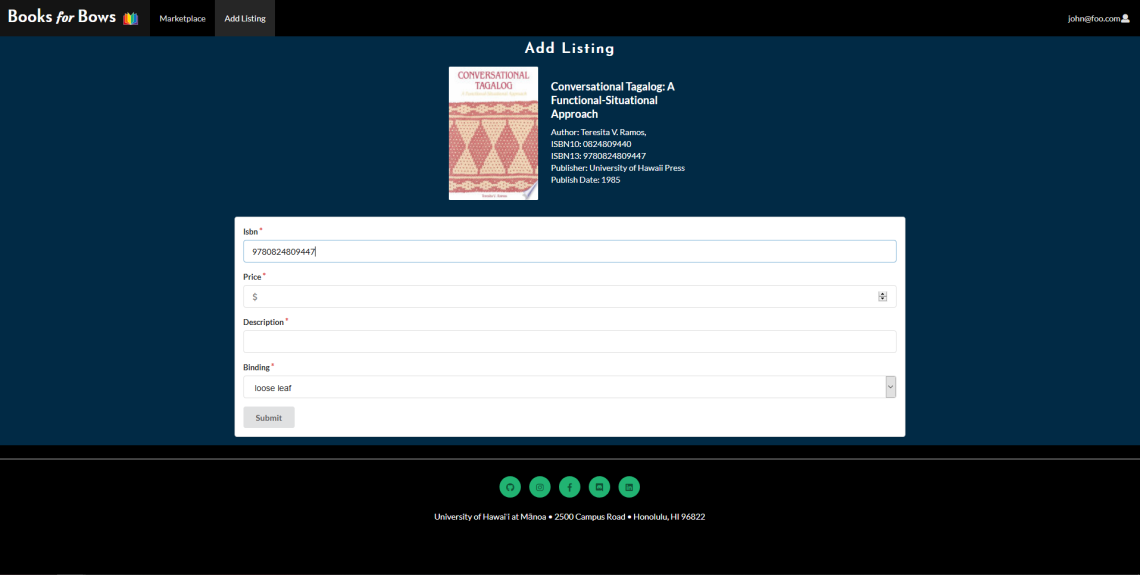 Books for Bows
Marketplace
Add Listing
john@foo.com
Add Listing
CONVERSATIONAL
TAGALOG
Conversational Tagalog: A
Functional-Situational
Approach
Author: Teresita V. Ramos,
ISBN10: 0824809440
ISBN13: 9780824809447
Publisher: University of Hawaii Press
Publish Date: 1985
Isbn *
9780824809447
Price *
$
Description *
Binding *
loose leaf
Submit
University of Hawai'i at Mānoa • 2500 Campus Road • Honolulu, HI 96822